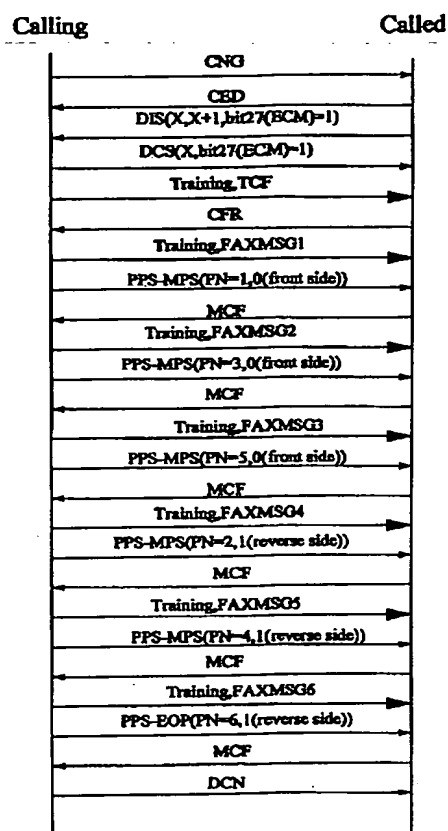 Calling Called
CNG
CED
DIS(X,X+1,bit27(ECM)=1)
DCS(X,bit27(ECM)=1)
Training,TCF
CFR
Training,FAXMSG1
PPS-MPS(PN=1,0(front side))
MCF
Training,FAXMSG2
PPS-MPS(PN=3,0(front side))
MCF
Training,FAXMSG3
PPS-MPS(PN=5,0(front side))
MCF
Training,FAXMSG4
PPS-MPS(PN=2,1(reverse side))
MCF
Training,FAXMSG5
PPS-MPS(PN=4,1(reverse side))
MCF
Training,FAXMSG6
PPS-EOP(PN=6,1(reverse side))
MCF
DCN